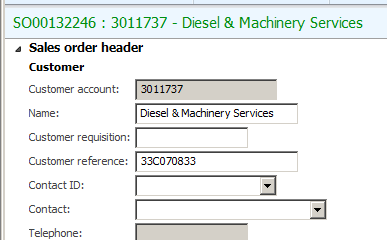 SO00132246 : 3011737 - Diesel & Machinery Services
Sales order header
Customer
Customer account: 3011737
Name: Diesel & Machinery Services
Customer requisition:
Customer reference: 33C070833
Contact ID:
Contact:
Telephone: